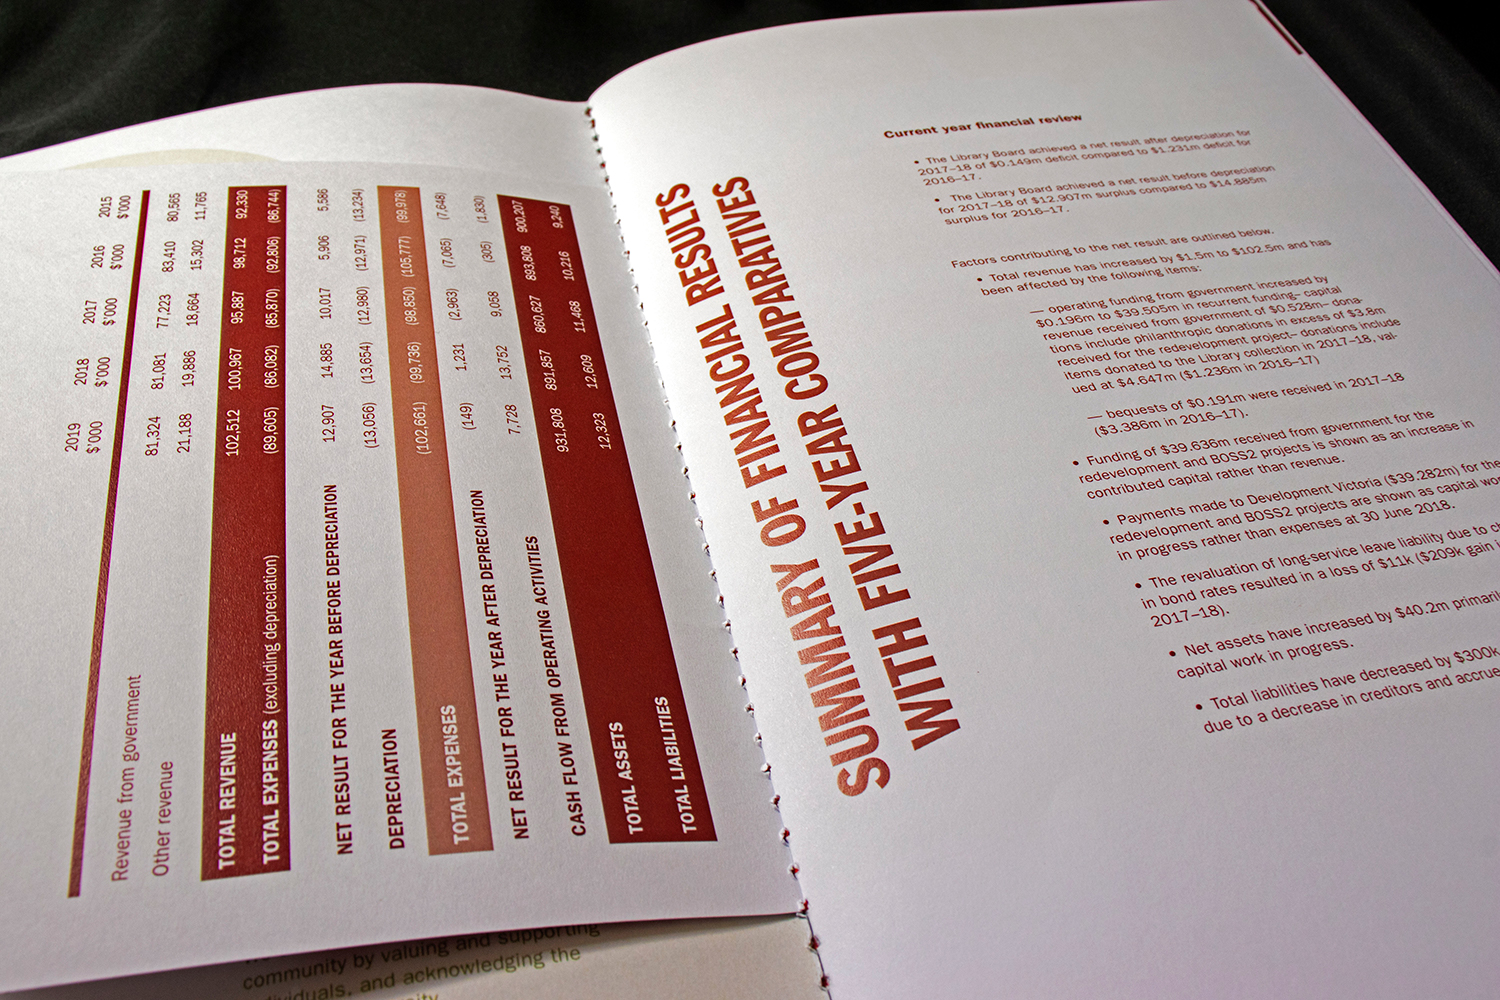 2019 2018 2017 2016 2015
$'000 $'000 $'000 $'000 $'000
Revenue from government 81,324 81,081 77,223 83,410 80,565
Other revenue 21,188 19,886 18,664 15,302 11,765
TOTAL REVENUE 102,512 100,967 95,887 98,712 92,330
TOTAL EXPENSES (excluding depreciation) (89,605) (86,082) (85,870) (92,806) (86,744)
NET RESULT FOR THE YEAR BEFORE DEPRECIATION 12,907 14,885 10,017 5,906 5,586
DEPRECIATION (13,056) (13,654) (12,980) (12,971) (13,234)
TOTAL EXPENSES (102,661) (99,736) (98,850) (105,777) (99,978)
NET RESULT FOR THE YEAR AFTER DEPRECIATION (149) 1,231 (2,963) (7,065) (7,648)
CASH FLOW FROM OPERATING ACTIVITIES 7,728 13,752 9,058 (305) (1,830)
TOTAL ASSETS 931,808 891,857 860,627 893,808 900,207
TOTAL LIABILITIES 12,323 12,609 11,468 10,216 9,240
SUMMARY OF FINANCIAL RESULTS
WITH FIVE-YEAR COMPARATIVES
Current year financial review
• The Library Board achieved a net result after depreciation for
2017–18 of $0.149m deficit compared to $1.231m deficit for
2016–17.
• The Library Board achieved a net result before depreciation
for 2017–18 of $12.907m surplus compared to $14.885m
surplus for 2016–17.
Factors contributing to the net result are outlined below.
• Total revenue has increased by $1.5m to $102.5m and has
been affected by the following items:
— operating funding from government increased by
$0.196m to $39.505m in recurrent funding– capital
revenue received from government of $0.528m– dona-
tions include philanthropic donations in excess of $3.8m
received for the redevelopment project– donations include
items donated to the Library collection in 2017–18, val-
ued at $4.647m ($1.236m in 2016–17)
— bequests of $0.191m were received in 2017–18
($3.386m in 2016–17).
• Funding of $39.636m received from government for the
redevelopment and BOSS2 projects is shown as an increase in
contributed capital rather than revenue.
• Payments made to Development Victoria ($39.282m) for the
redevelopment and BOSS2 projects are shown as capital
in progress rather than expenses at 30 June 2018.
• The revaluation of long-service leave liability due to
in bond rates resulted in a loss of $11k ($209k gain
2017–18).
• Net assets have increased by $40.2m
capital work in progress.
• Total liabilities have decreased by $300k
due to a decrease in creditors and
by valuing and supporting
community by valuing and supporting
and acknowledging the